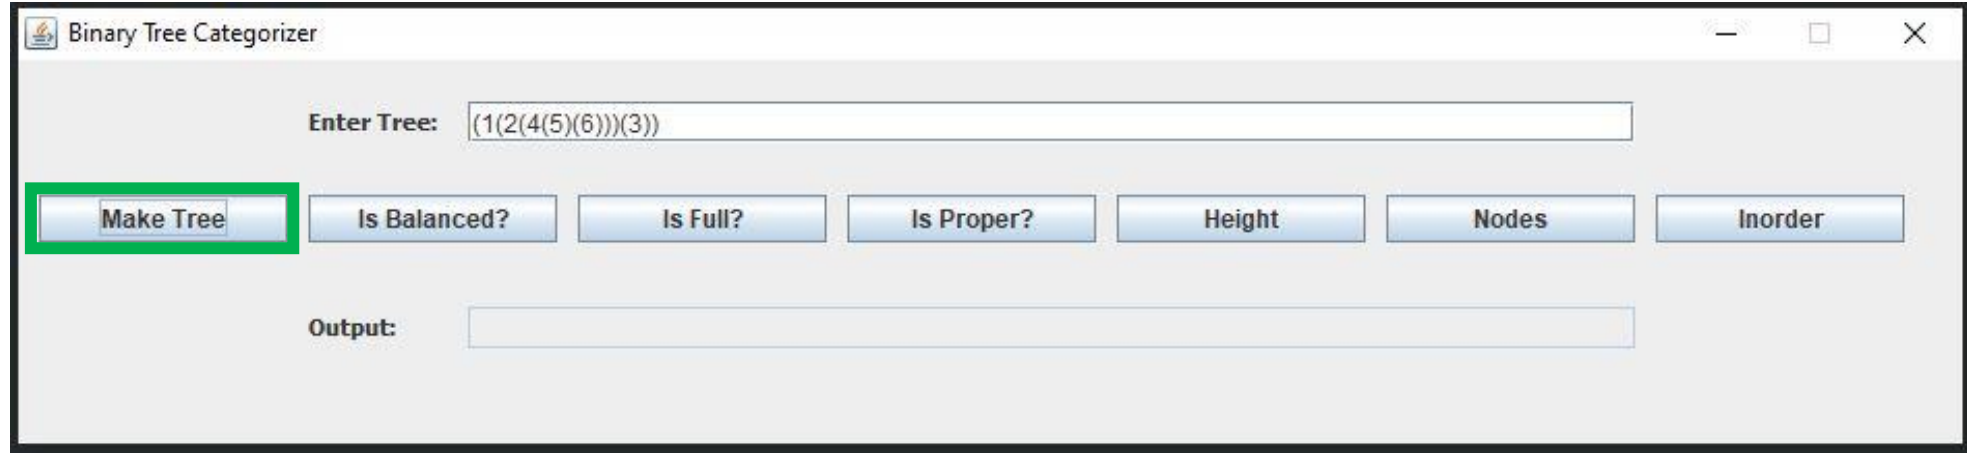 Binary Tree Categorizer
Enter Tree: (1(2(4(5)(6)))(3))
Make Tree Is Balanced? Is Full? Is Proper? Height Nodes Inorder
Output: